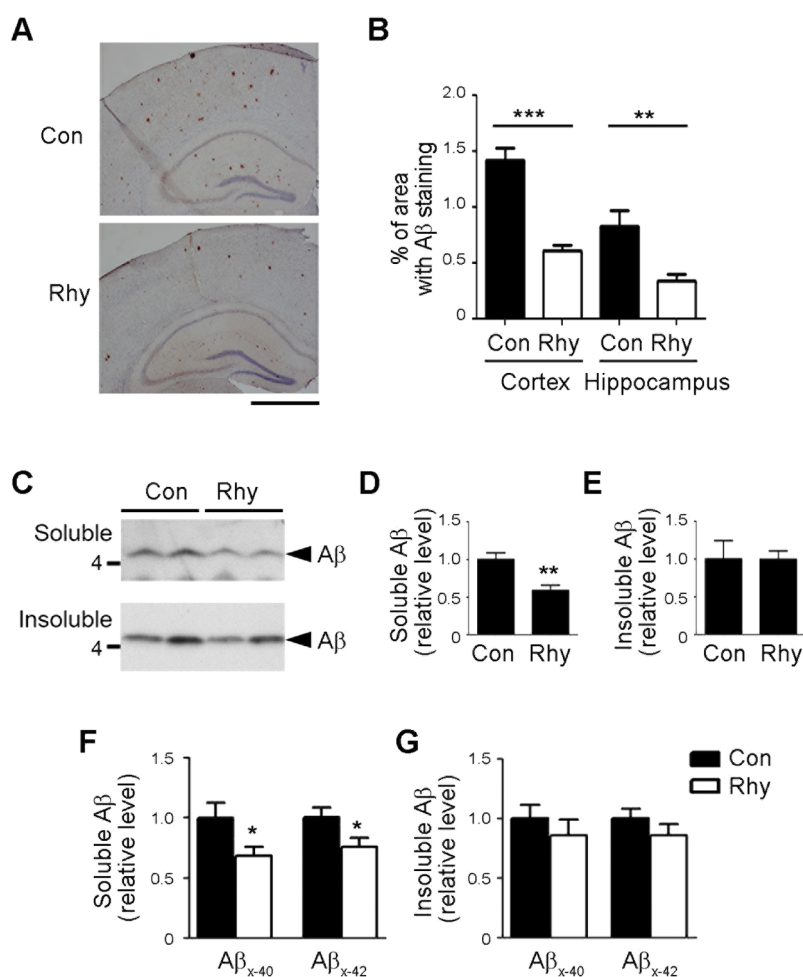 A
Con
Rhy
B
% of area
with Aβ staining
2.0
1.5
1.0
0.5
0
***
**
Con Rhy Con Rhy
Cortex Hippocampus
C
Con Rhy
Soluble
4
Aβ
Insoluble
4
Aβ
D
Soluble Aβ
(relative level)
1.5
1.0
0.5
0
**
Con Rhy
E
Insoluble Aβ
(relative level)
1.5
1.0
0.5
0
Con Rhy
F
Soluble Aβ
(relative level)
1.5
1.0
0.5
0
*
*
Aβx-40 Aβx-42
G
Insoluble Aβ
(relative level)
1.5
1.0
0.5
0
Aβx-40 Aβx-42
Con
Rhy